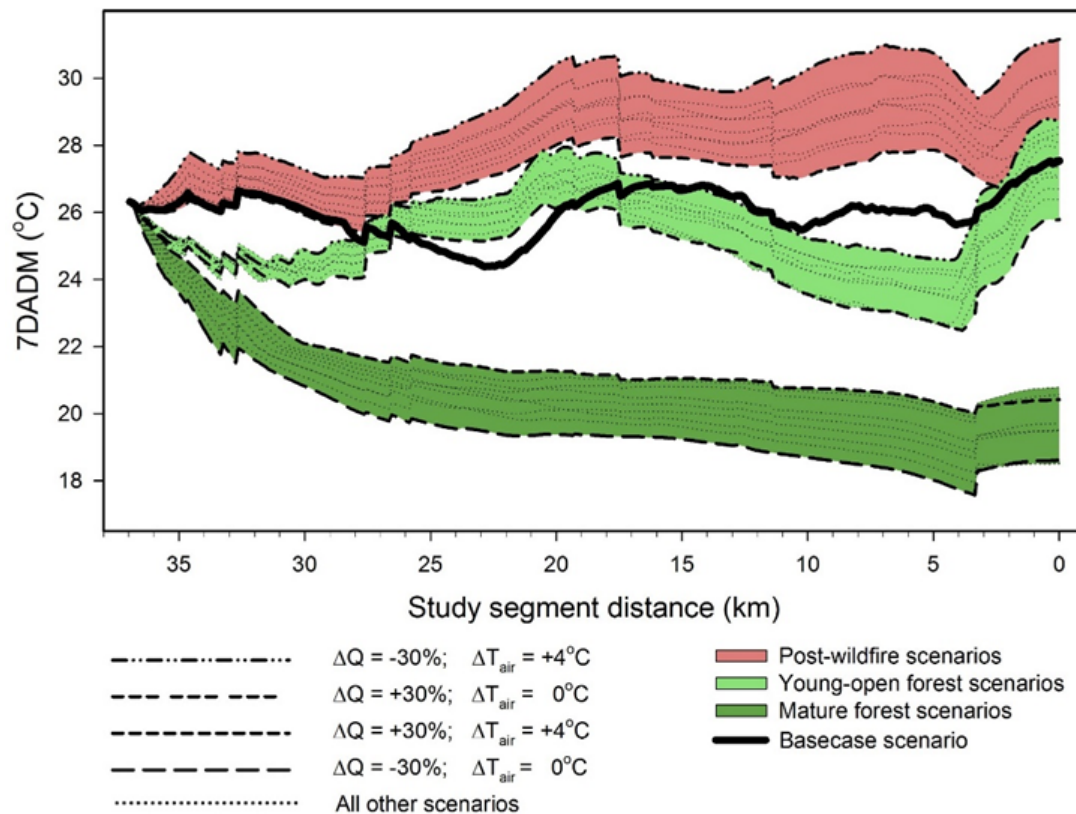 30
28
26
24
22
20
18
7DADM (°C)
35 30 25 20 15 10 5 0
Study segment distance (km)
ΔQ = -30%; ΔTair = +4°C
ΔQ = +30%; ΔTair = 0°C
ΔQ = +30%; ΔTair = +4°C
ΔQ = -30%; ΔTair = 0°C
All other scenarios
Post-wildfire scenarios
Young-open forest scenarios
Mature forest scenarios
Basecase scenario